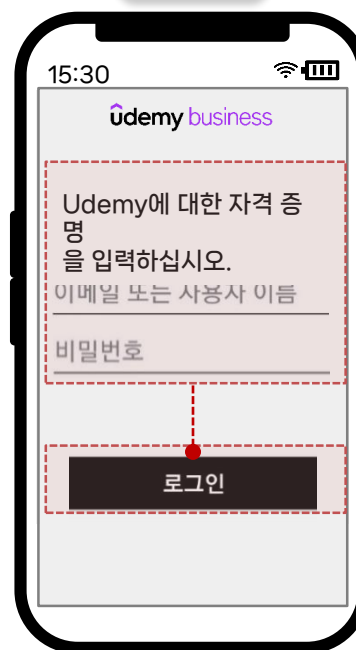 15:30
ûdemy business
Udemy에 대한 자격 증
명
을 입력하십시오.
이메일 또는 사용자 이름
비밀번호
로그인